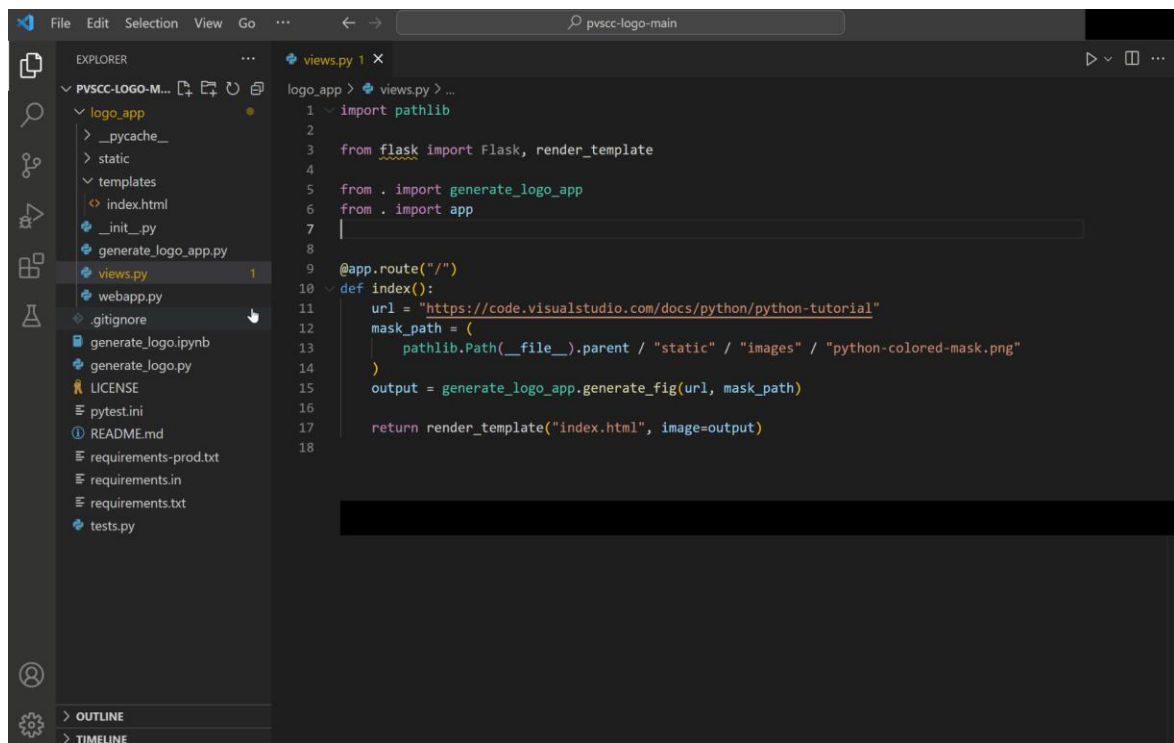 File Edit Selection View Go ... pvscc-logo-main
EXPLORER ...
PVSCC-LOGO-M...
logo_app
__pycache__
static
templates
index.html
__init__.py
generate_logo_app.py
views.py 1
webapp.py
.gitignore
generate_logo.ipynb
generate_logo.py
LICENSE
pytest.ini
README.md
requirements-prod.txt
requirements.in
requirements.txt
tests.py
OUTLINE
TIMELINE
views.py 1
logo_app > views.py > ...
1 import pathlib
2
3 from flask import Flask, render_template
4
5 from . import generate_logo_app
6 from . import app
7
8
9 @app.route("/")
10 def index():
11 url = "https://code.visualstudio.com/docs/python/python-tutorial"
12 mask_path = (
13 pathlib.Path(__file__).parent / "static" / "images" / "python-colored-mask.png"
14 )
15 output = generate_logo_app.generate_fig(url, mask_path)
16
17 return render_template("index.html", image=output)
18